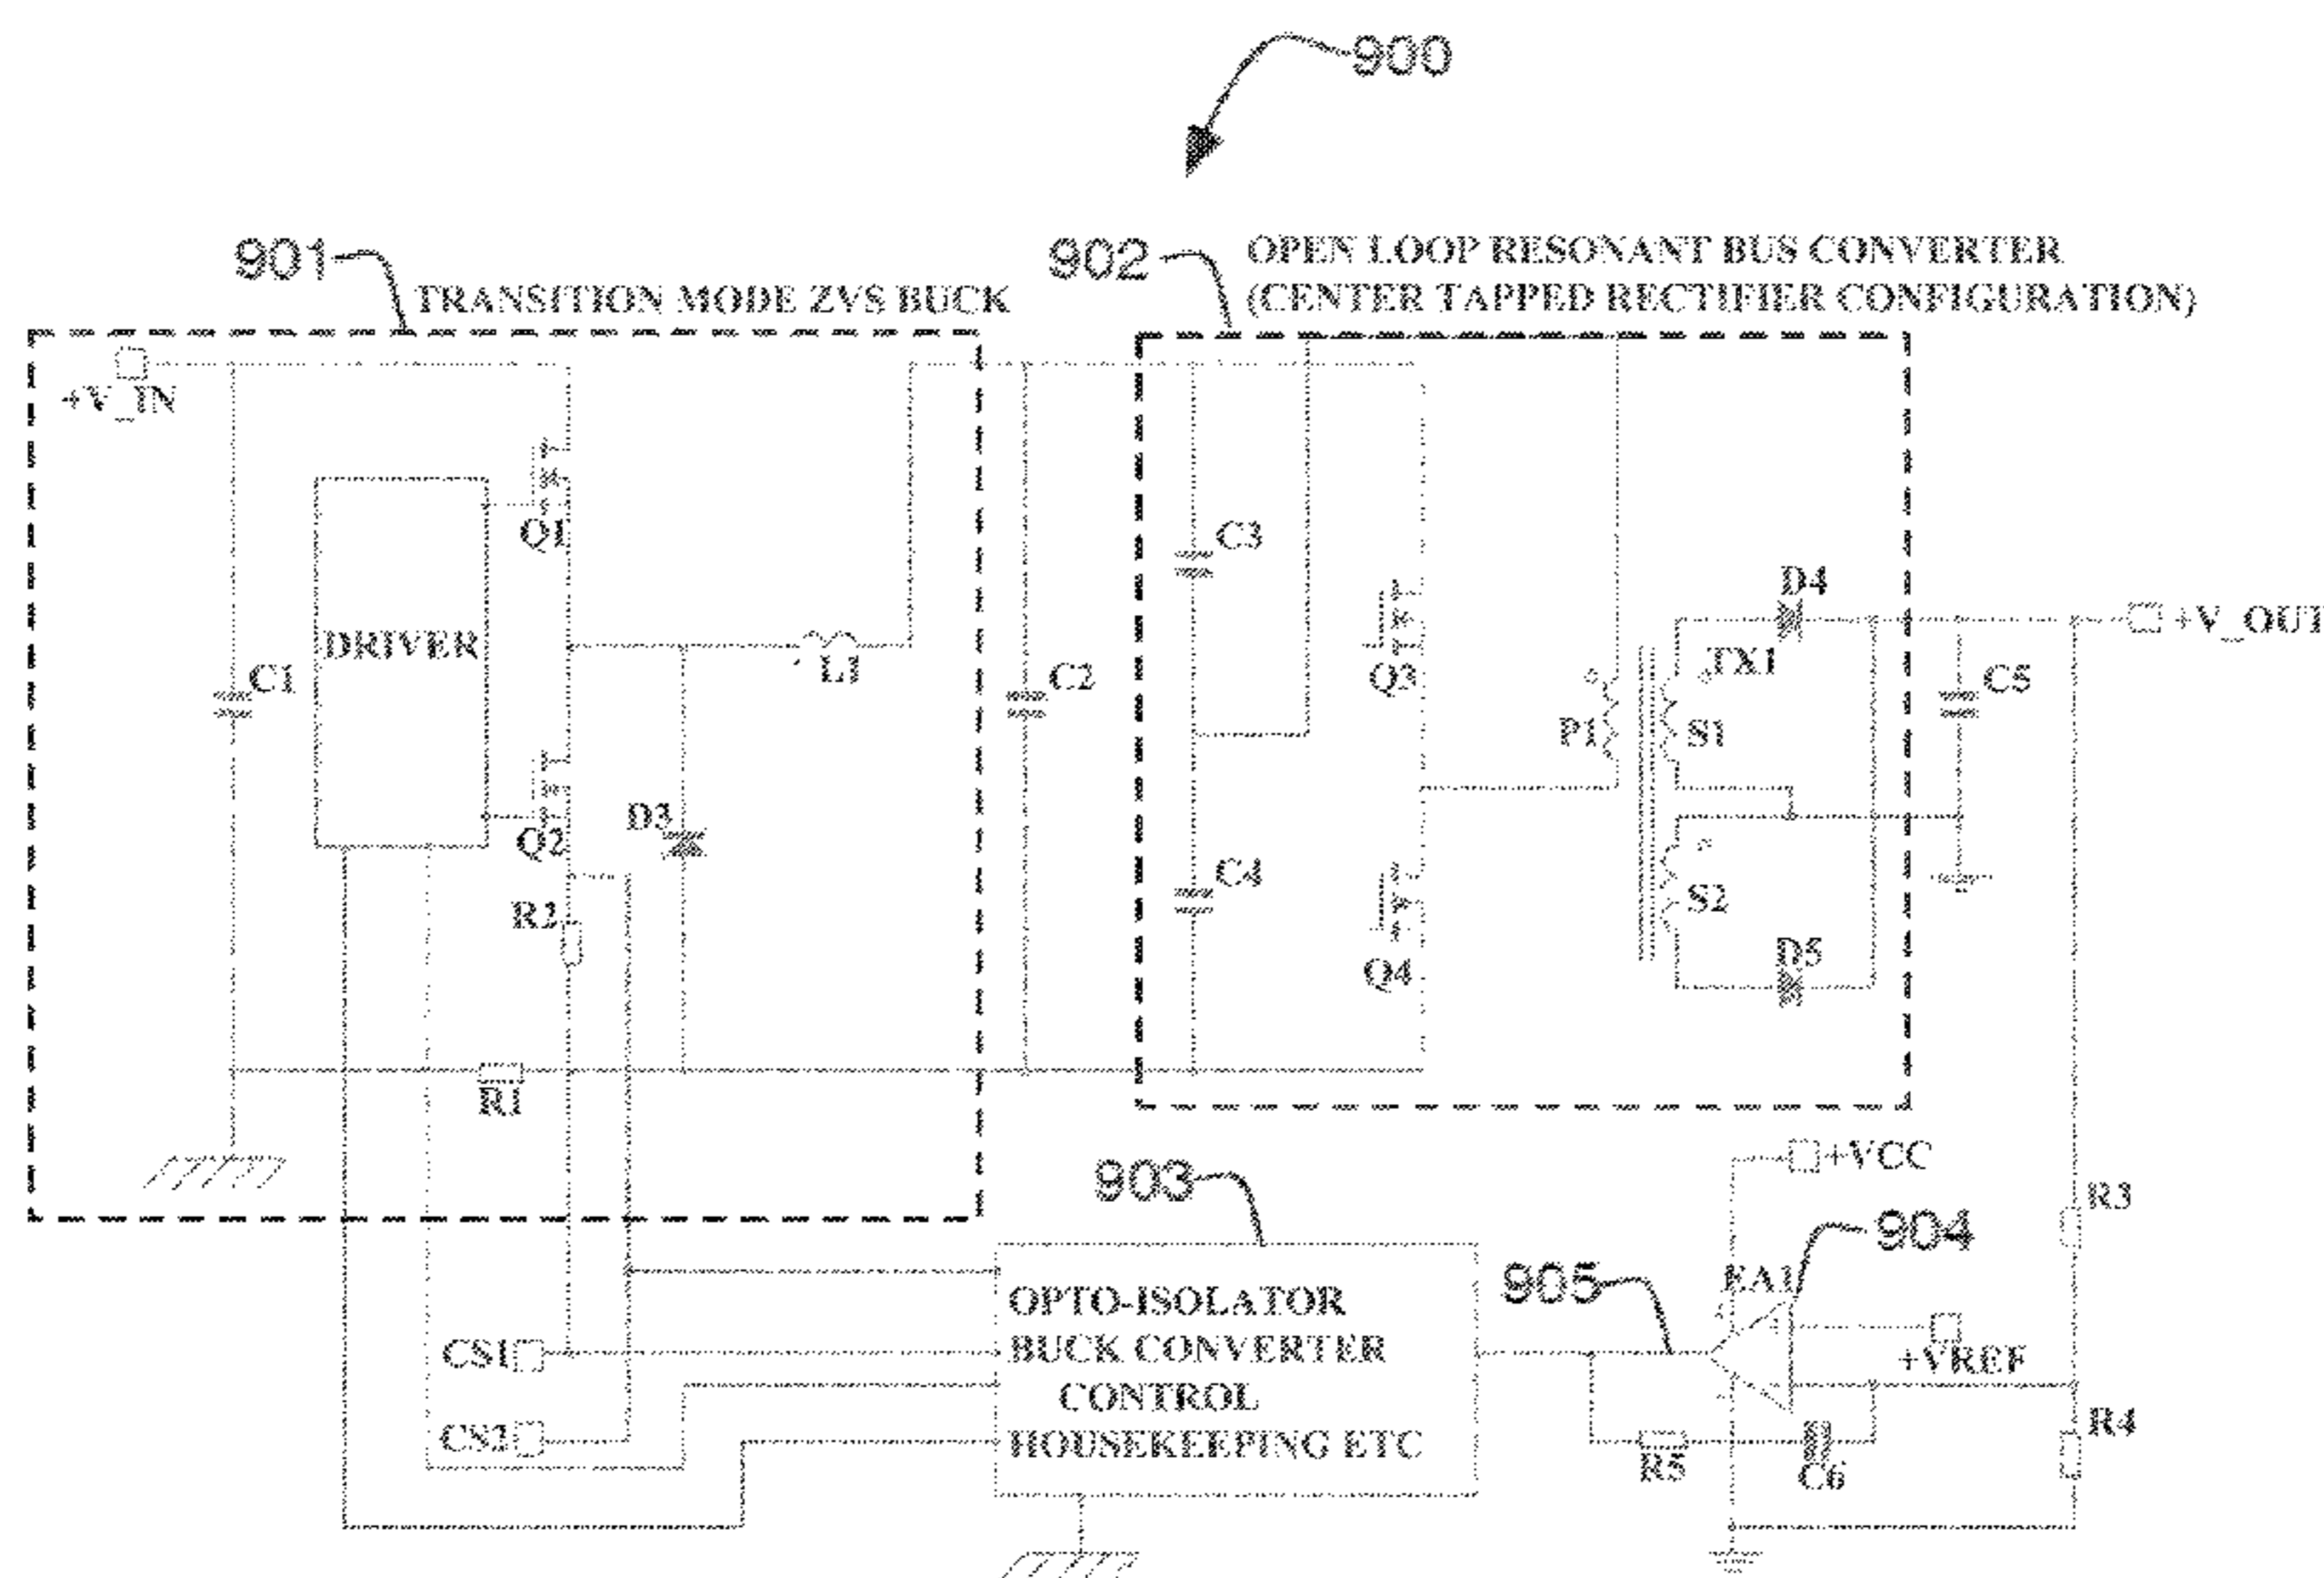 900
901
TRANSITION MODE ZVS BUCK
902
OPEN LOOP RESONANT BUS CONVERTER
(CENTER TAPPED RECTIFIER CONFIGURATION)
+V_IN
Q1
C3
D4
+V_OUT
DRIVER
C1
L1
C2
Q3
TX1
C5
P1
S1
D3
Q2
C4
R2
S2
Q4
D5
R1
903
+VCC
R3
904
EA1
905
OPTO-ISOLATOR
BUCK CONVERTER
CONTROL
HOUSEKEEPING ETC
CS1
+VREF
CS2
R4
R5
C6